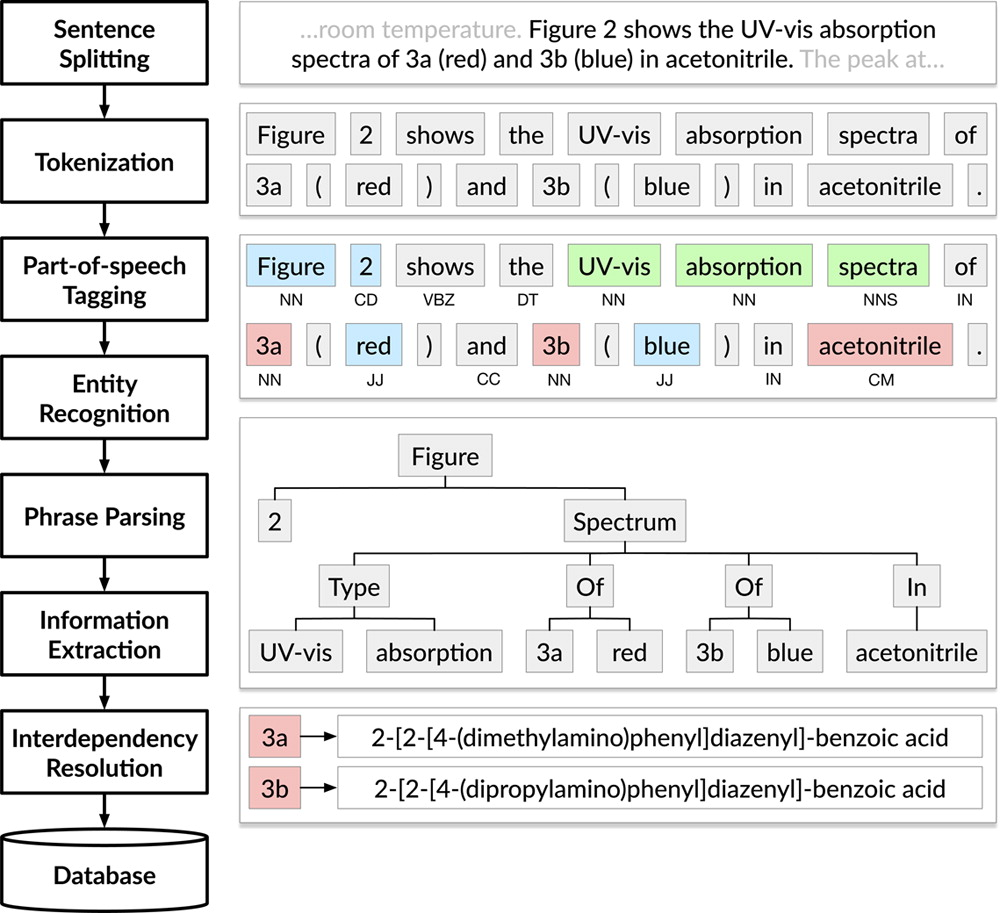 Sentence
Splitting
Tokenization
Part-of-speech
Tagging
Entity
Recognition
Phrase Parsing
Information
Extraction
Interdependency
Resolution
Database
...room temperature. Figure 2 shows the UV-vis absorption
spectra of 3a (red) and 3b (blue) in acetonitrile. The peak at...
Figure 2 shows the UV-vis absorption spectra of
3a ( red ) and 3b ( blue ) in acetonitrile .
Figure 2 shows the UV-vis absorption spectra of
NN CD VBZ DT NN NN NNS IN
3a ( red ) and 3b ( blue ) in acetonitrile .
NN JJ CC NN JJ IN CM
Figure
2 Spectrum
Type Of Of In
UV-vis absorption 3a red 3b blue acetonitrile
3a 2-[2-[4-(dimethylamino)phenyl]diazenyl]-benzoic acid
3b 2-[2-[4-(dipropylamino)phenyl]diazenyl]-benzoic acid